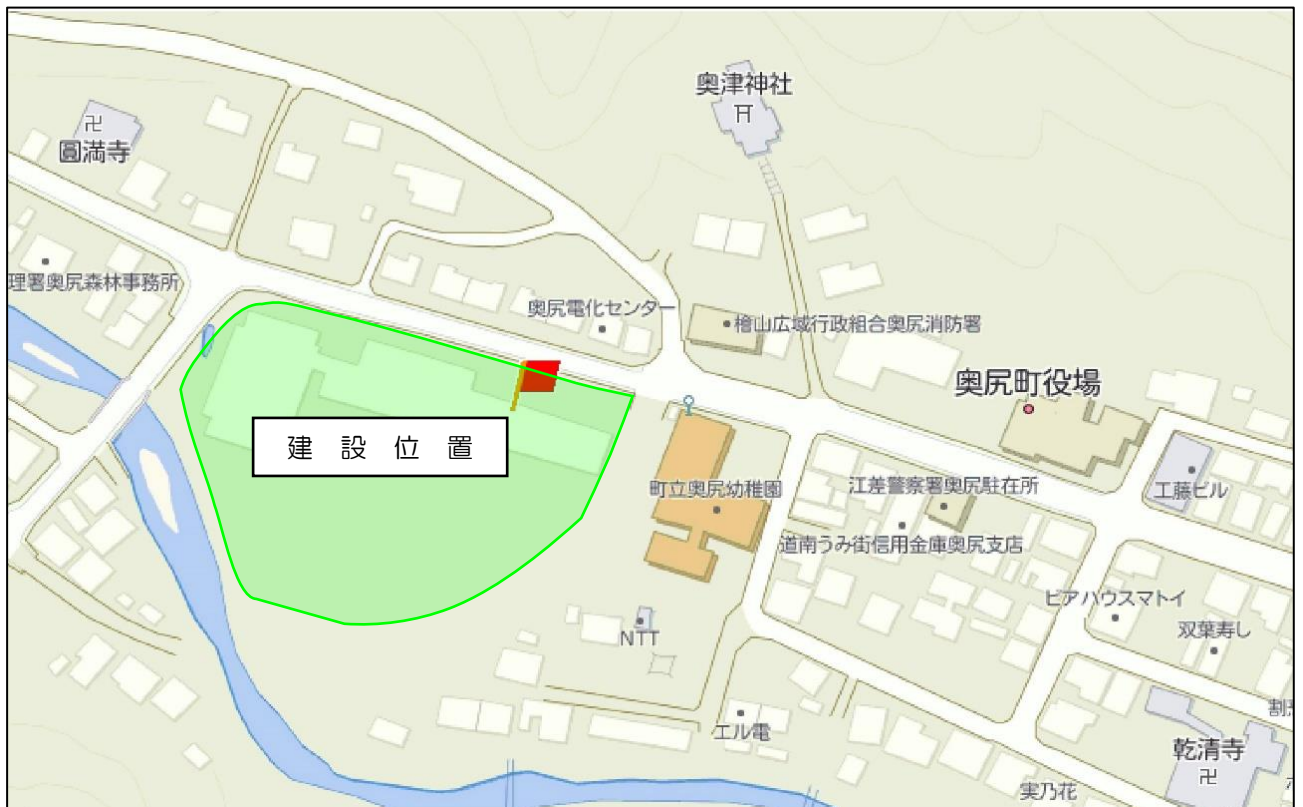 奥津神社
圓満寺
理署奥尻森林事務所
奥尻電化センター
檜山広域行政組合奥尻消防署
奥尻町役場
建設位置
町立奥尻幼稚園
江差警察署奥尻駐在所
工藤ビル
道南うみ街信用金庫奥尻支店
ビアハウスマトイ
双葉寿し
NTT
エル電
乾清寺
実乃花